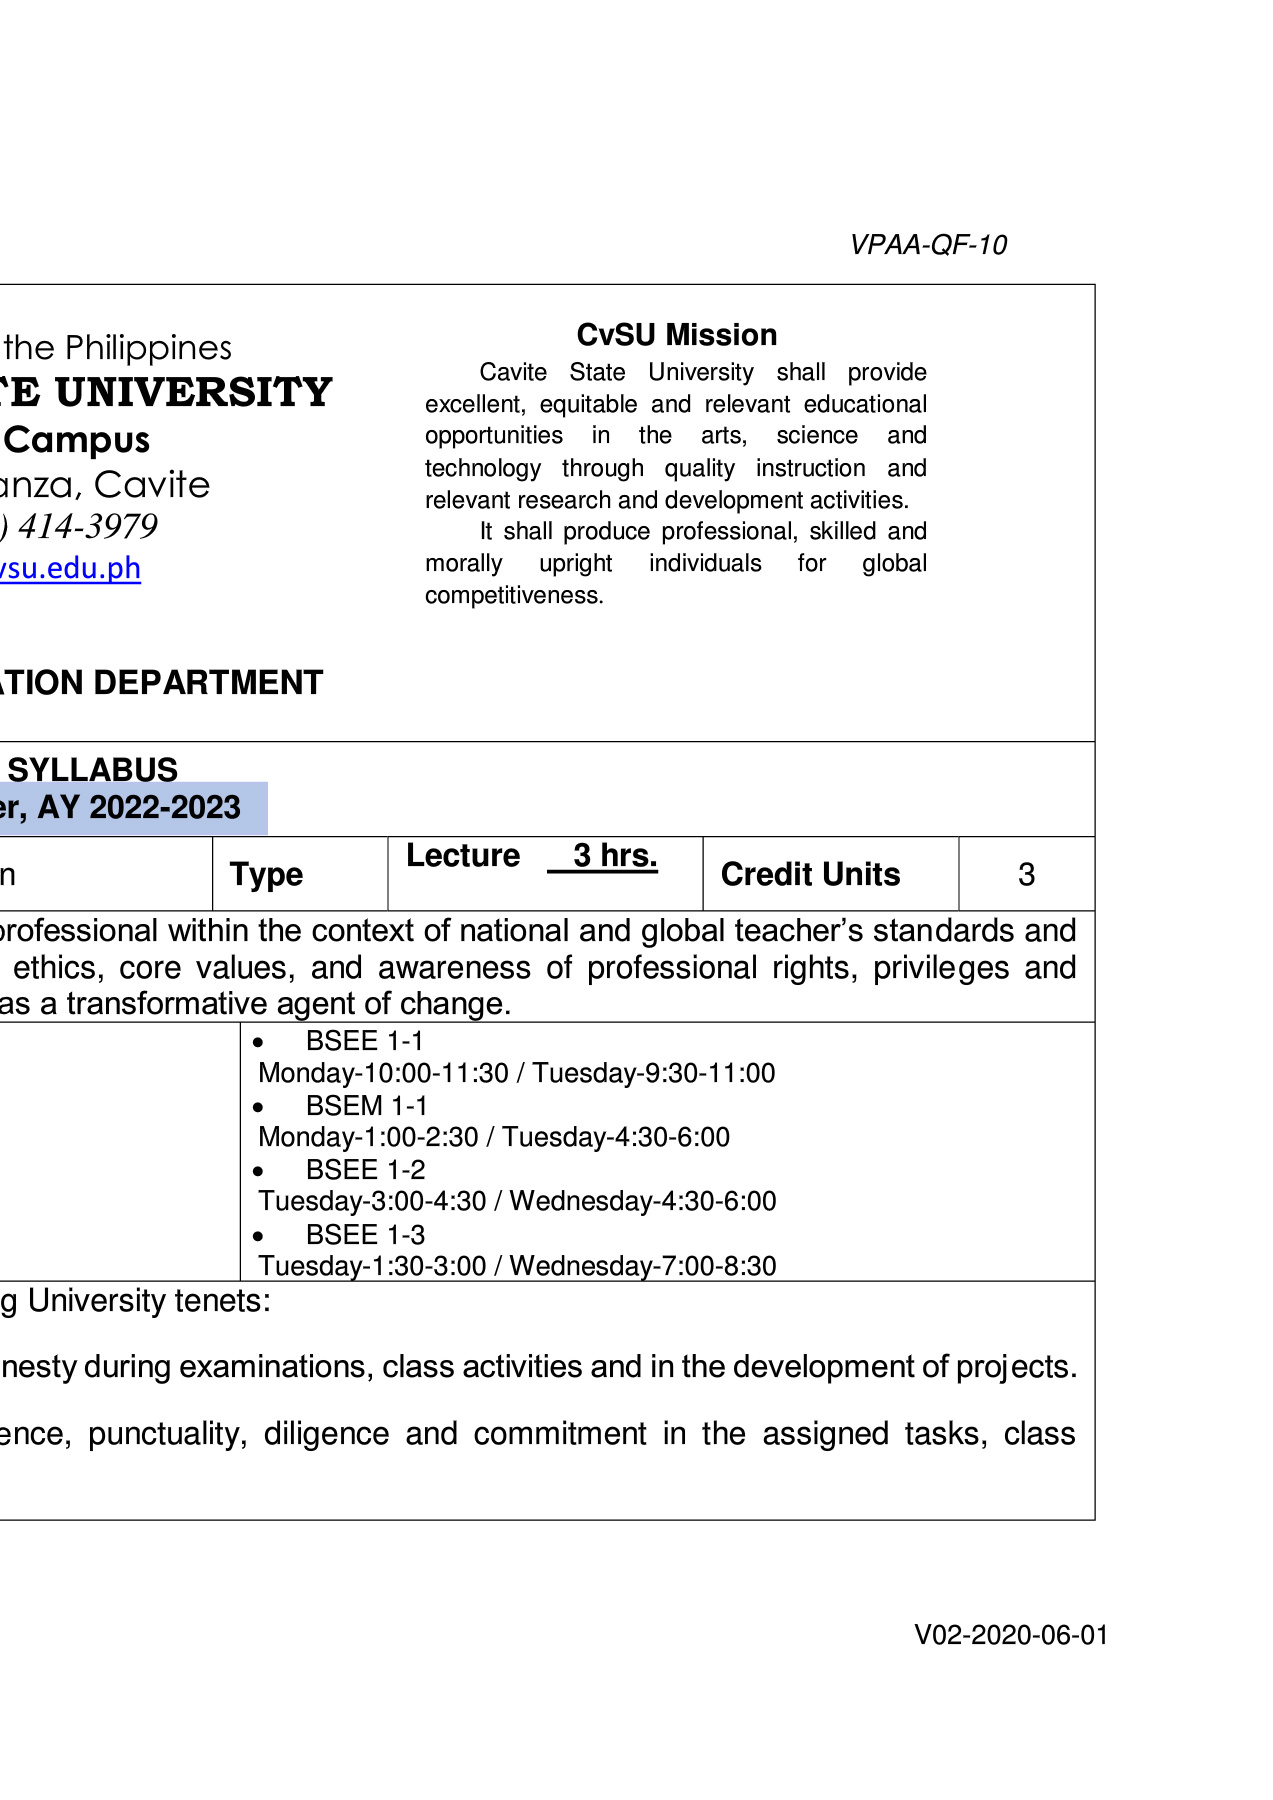 VPAA-QF-10
the Philippines
TE UNIVERSITY
Campus
anza, Cavite
) 414-3979
vsu.edu.ph
ATION DEPARTMENT
CvSU Mission
Cavite State University shall provide
excellent, equitable and relevant educational
opportunities in the arts, science and
technology through quality instruction and
relevant research and development activities.
It shall produce professional, skilled and
morally upright individuals for global
competitiveness.
SYLLABUS
er, AY 2022-2023
n Type Lecture 3 hrs. Credit Units 3
professional within the context of national and global teacher’s standards and
ethics, core values, and awareness of professional rights, privileges and
as a transformative agent of change.
• BSEE 1-1
Monday-10:00-11:30 / Tuesday-9:30-11:00
• BSEM 1-1
Monday-1:00-2:30 / Tuesday-4:30-6:00
• BSEE 1-2
Tuesday-3:00-4:30 / Wednesday-4:30-6:00
• BSEE 1-3
Tuesday-1:30-3:00 / Wednesday-7:00-8:30
g University tenets:
nesty during examinations, class activities and in the development of projects.
ence, punctuality, diligence and commitment in the assigned tasks, class
V02-2020-06-01